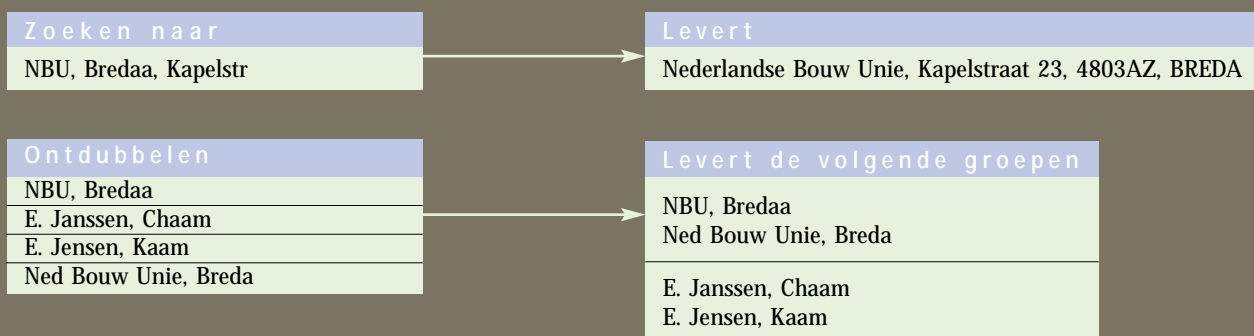 Zoeken naar
NBU, Bredaa, Kapelstr
Levert
Nederlandse Bouw Unie, Kapelstraat 23, 4803AZ, BREDA
Ontdubbelen
NBU, Bredaa
E. Janssen, Chaam
E. Jensen, Kaam
Ned Bouw Unie, Breda
Levert de volgende groepen
NBU, Bredaa
Ned Bouw Unie, Breda
E. Janssen, Chaam
E. Jensen, Kaam